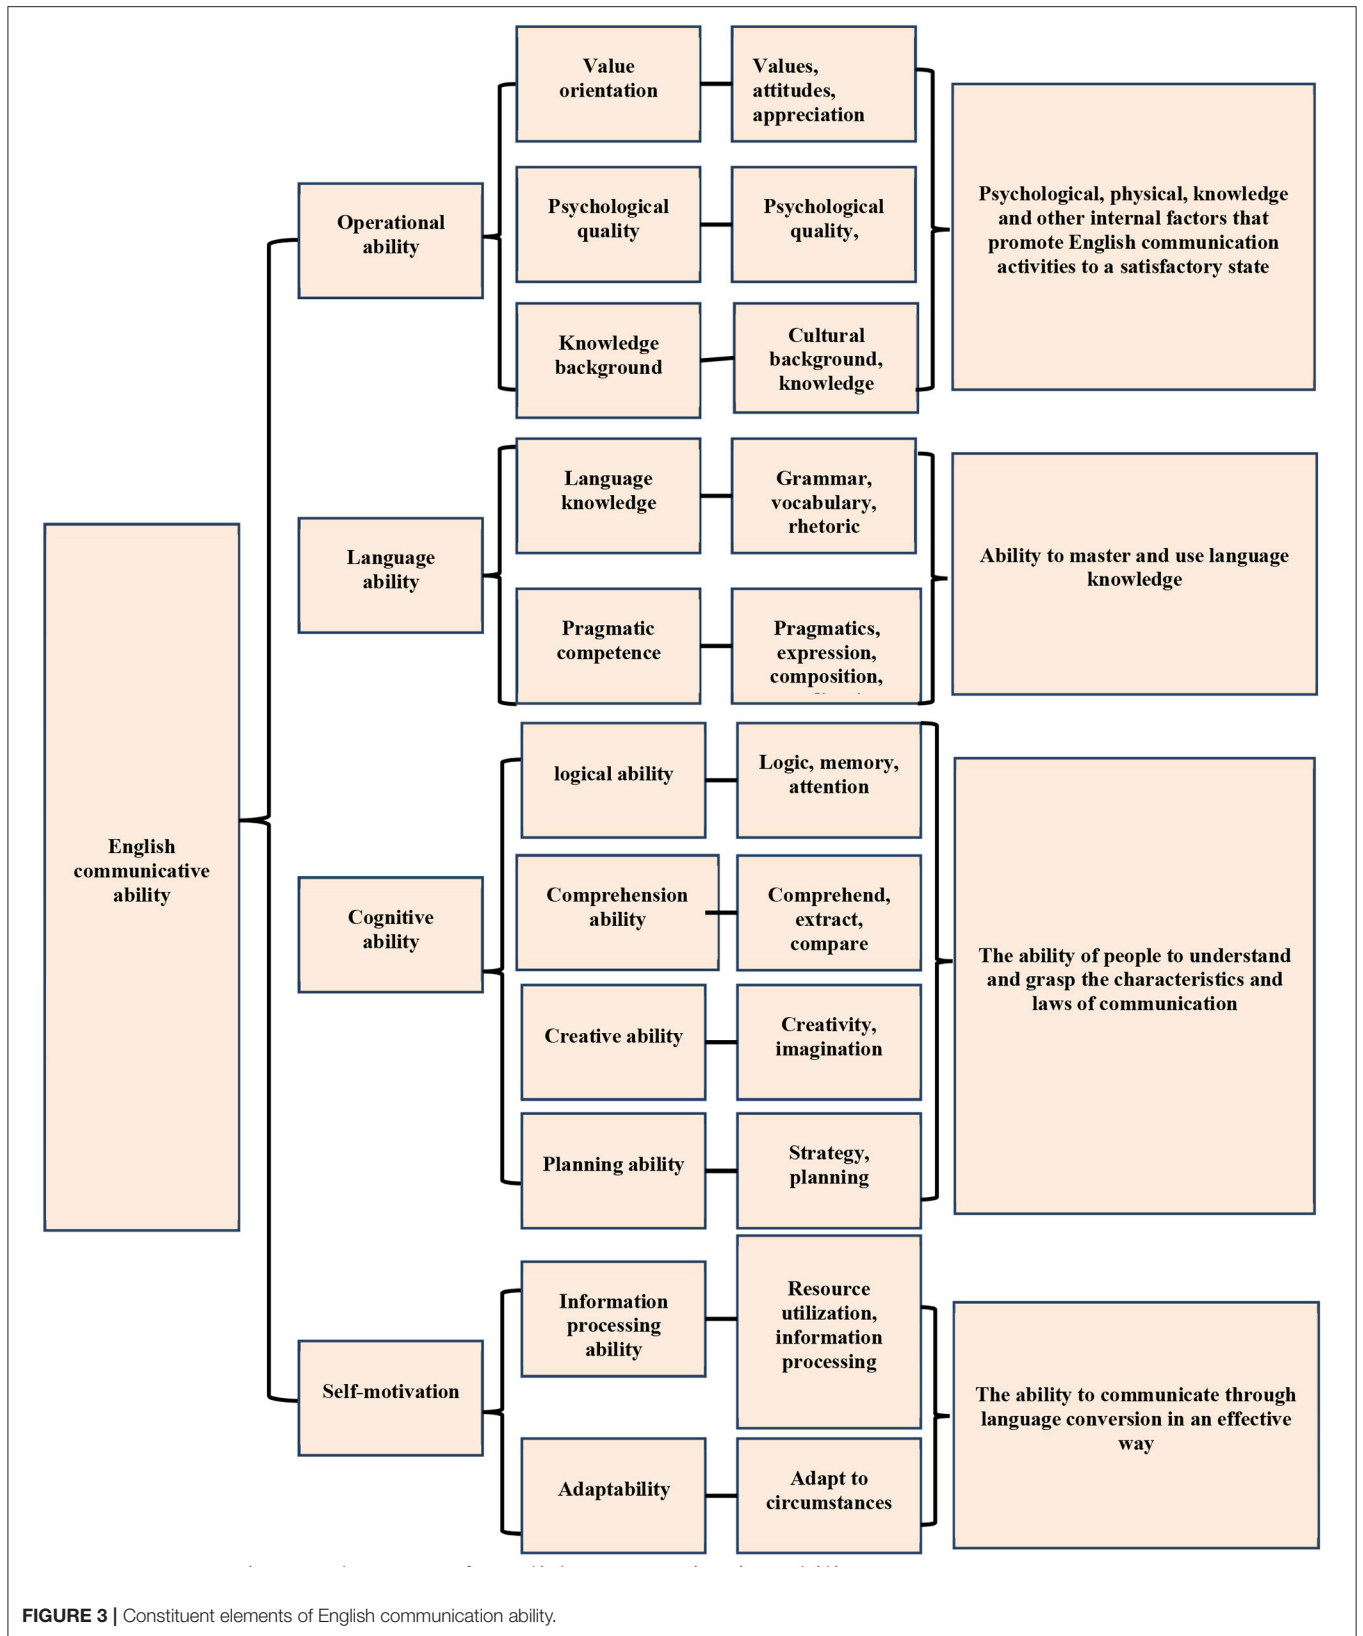 Value
orientation
Values,
attitudes,
appreciation
Psychological, physical, knowledge
and other internal factors that
promote English communication
activities to a satisfactory state
Operational
ability
Psychological
quality
Psychological
quality,
Knowledge
background
Cultural
background,
knowledge
Language
knowledge
Grammar,
vocabulary,
rhetoric
Language
ability
Ability to master and use language
knowledge
Pragmatic
competence
Pragmatics,
expression,
composition,
English
communicative
ability
logical ability
Logic, memory,
attention
Cognitive
ability
Comprehension
ability
Comprehend,
extract,
compare
The ability of people to understand
and grasp the characteristics and
laws of communication
Creative ability
Creativity,
imagination
Planning ability
Strategy,
planning
Self-motivation
Information
processing
ability
Resource
utilization,
information
processing
The ability to communicate through
language conversion in an effective
way
Adaptability
Adapt to
circumstances
FIGURE 3 | Constituent elements of English communication ability.